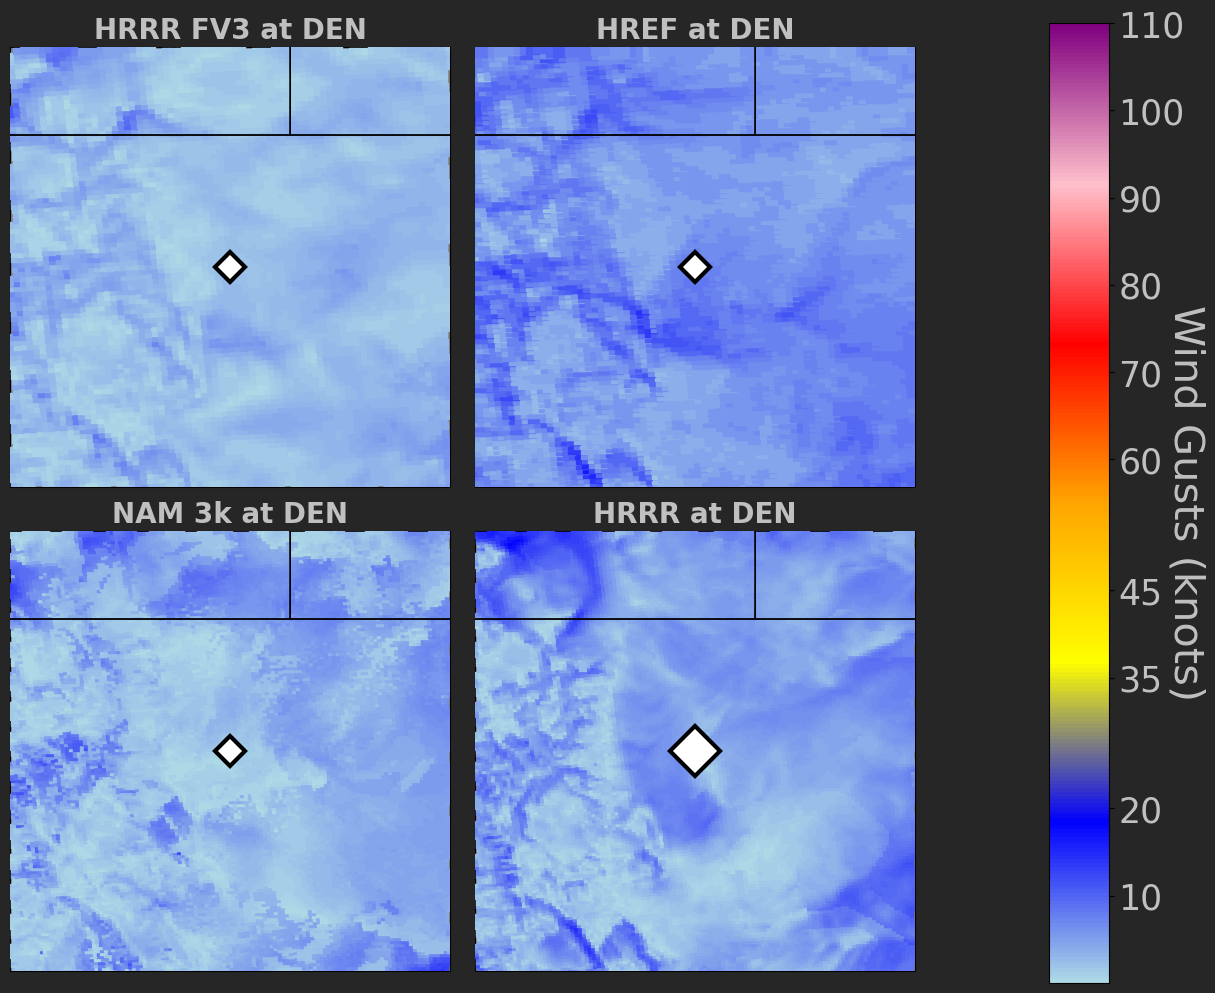 HRRR FV3 at DEN
HREF at DEN
NAM 3k at DEN
HRRR at DEN
110
100
90
80
70
60
45
35
20
10
Wind Gusts (knots)